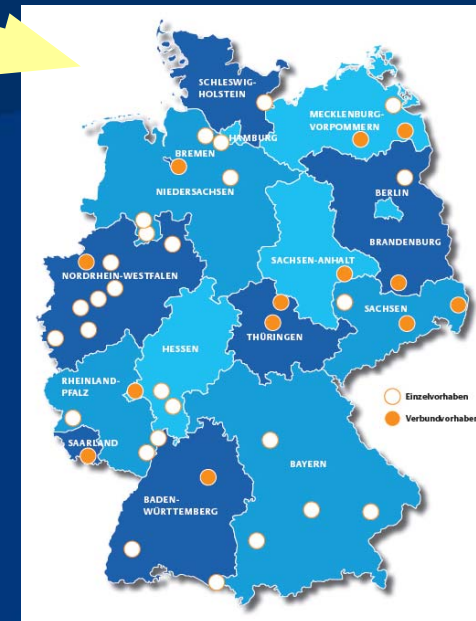 SCHLESWIG-
HOLSTEIN
MECKLENBURG-
VORPOMMERN
HAMBURG
BREMEN
NIEDERSACHSEN
BERLIN
BRANDENBURG
SACHSEN-ANHALT
NORDRHEIN-WESTFALEN
SACHSEN
THÜRINGEN
HESSEN
RHEINLAND-
PFALZ
Einzelvorhaben
Verbundvorhaben
SAARLAND
BAYERN
BADEN-
WÜRTTEMBERG